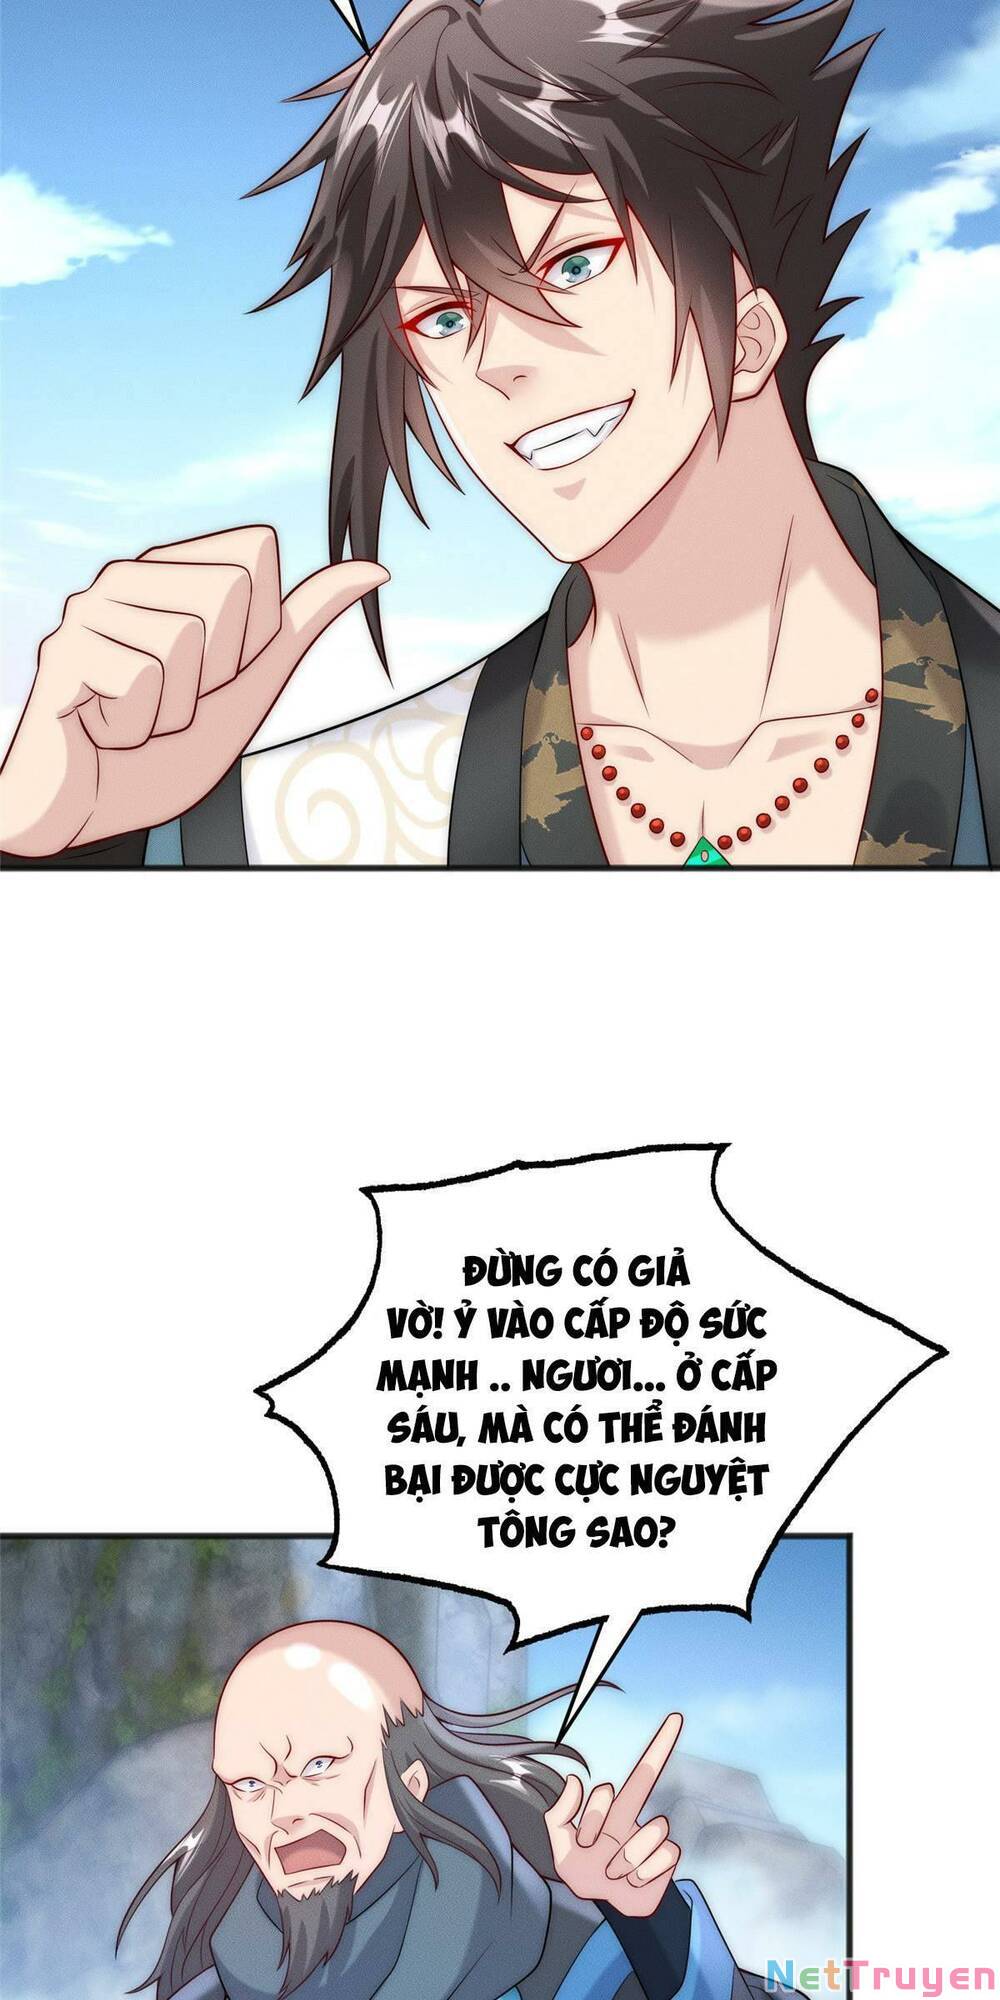 ĐỪNG CÓ GIẢ
VỜ! Ỷ VÀO CẤP ĐỘ SỨC
MẠNH .. NGƯƠI... Ở CẤP
SÁU, MÀ CÓ THỂ ĐÁNH
BẠI ĐƯỢC CỰC NGUYỆT
TÔNG SAO?
NetTruyen